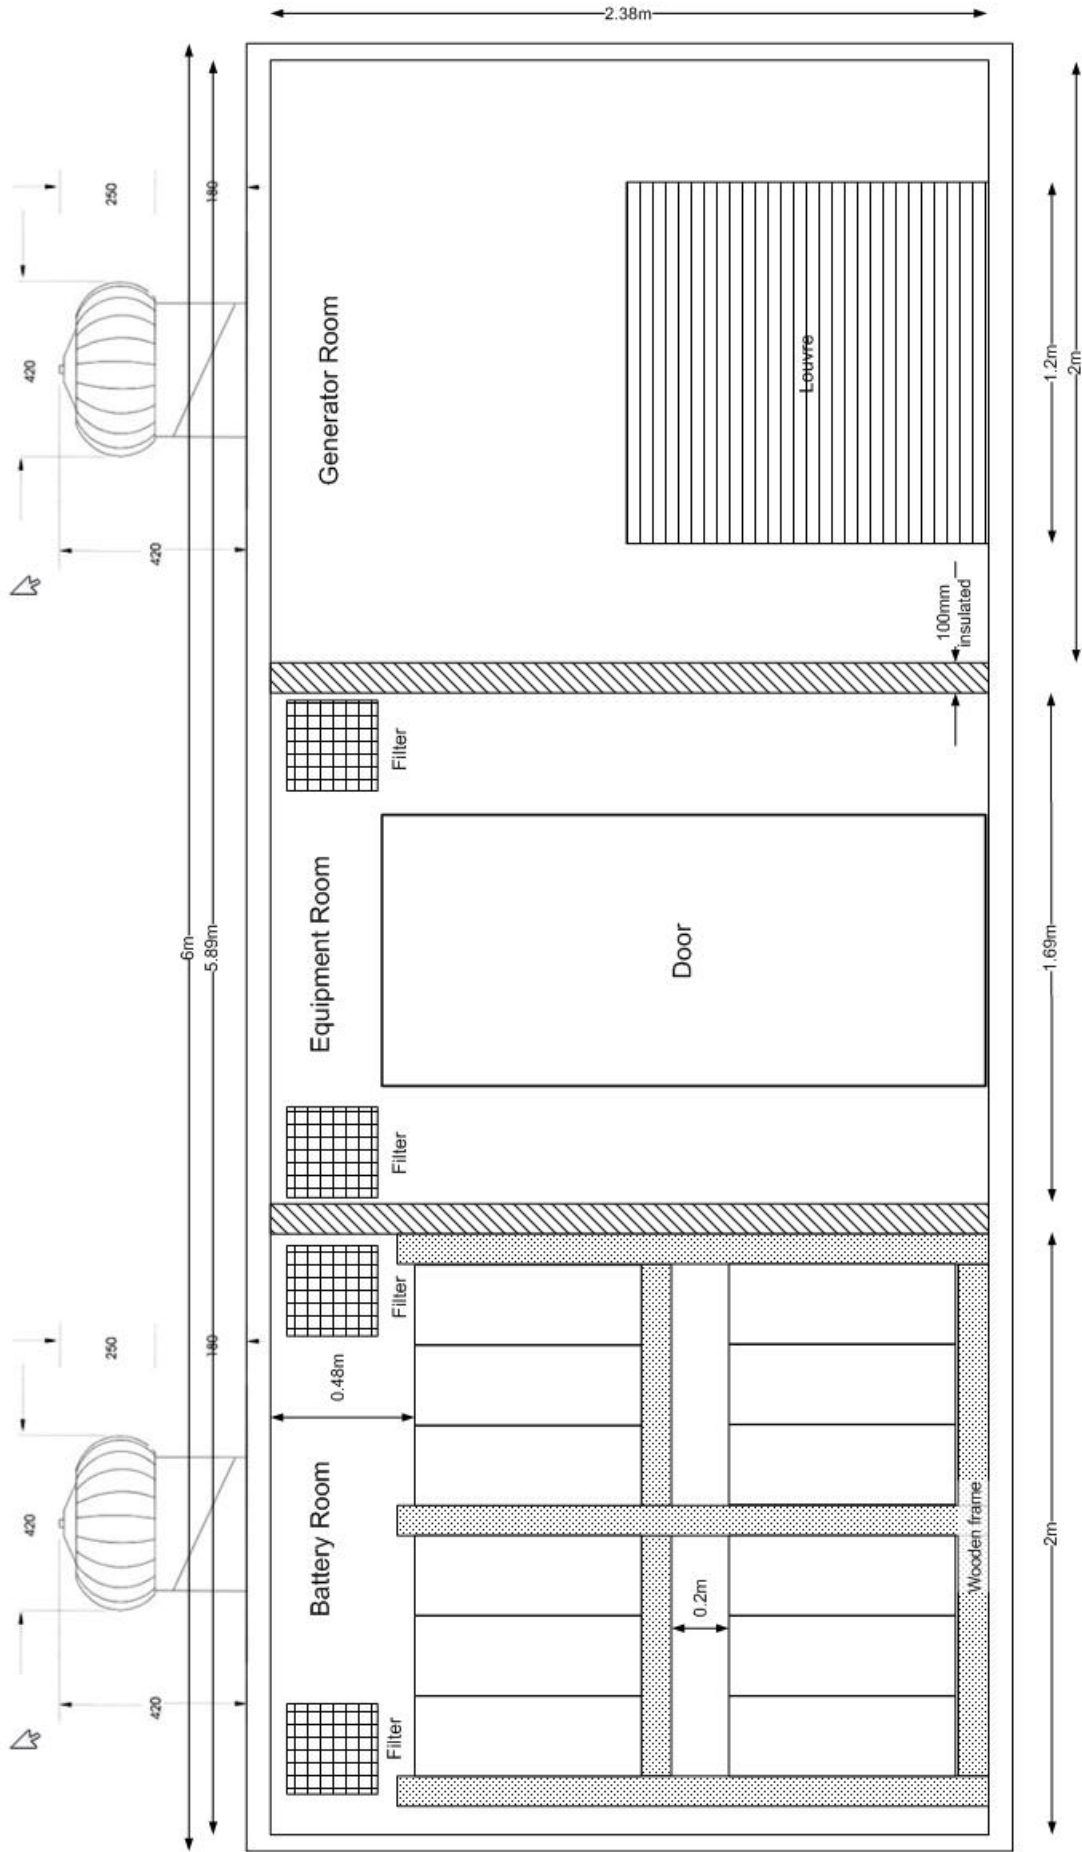 420
250
180
420
420
250
180
420
6m
5.89m
2.38m
Battery Room
Equipment Room
Generator Room
Filter
Filter
Filter
Filter
0.48m
0.2m
Door
Louvre
Wooden frame
100mm
insulated
2m
1.69m
1.2m
2m